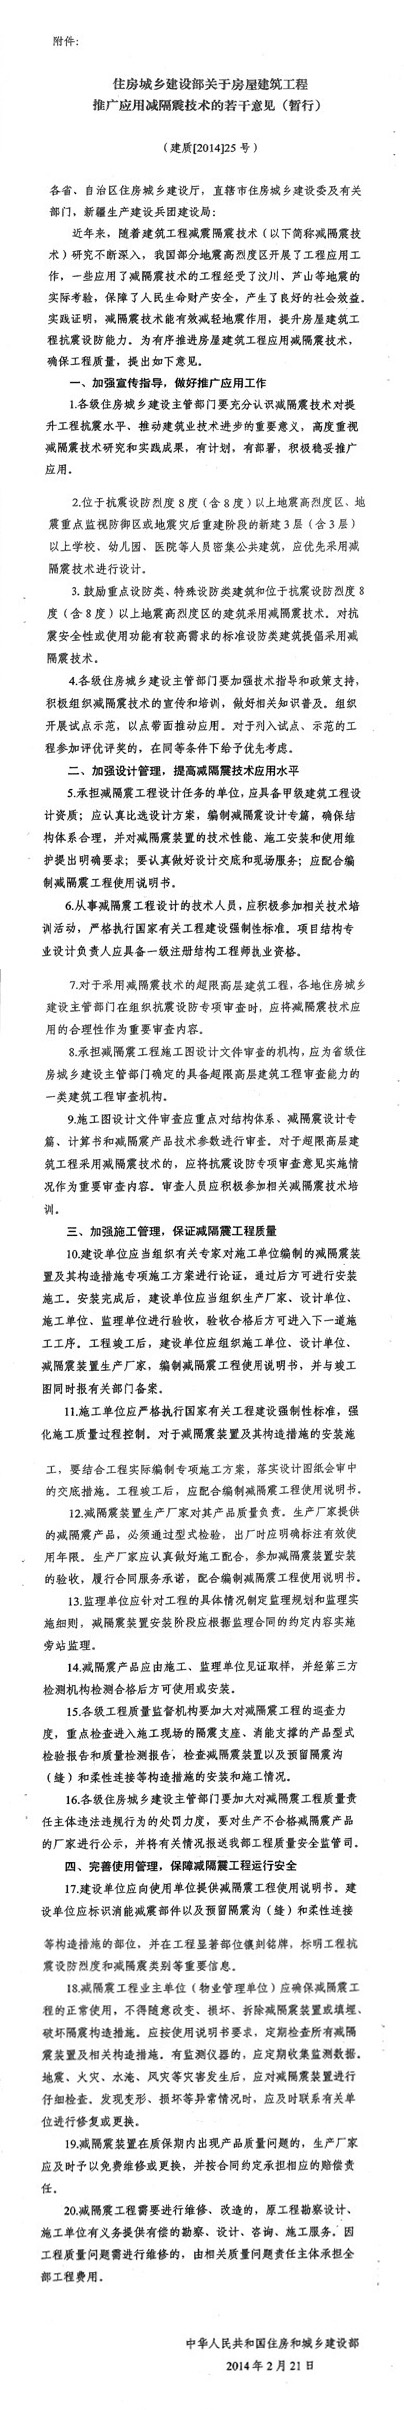 附件：
住房城乡建设部关于房屋建筑工程
推广应用减隔震技术的若干意见（暂行）
（建质[2014]25 号）
各省、自治区住房城乡建设厅，直辖市住房城乡建设委及有关
部门，新疆生产建设兵团建设局：
近年来，随着建筑工程减震隔震技术（以下简称减隔震技
术）研究不断深入，我国部分地震高烈度区开展了工程应用工
作，一些应用了减隔震技术的工程经受了汶川、芦山等地震的
实际考验，保障了人民生命财产安全，产生了良好的社会效益。
实践证明，减隔震技术能有效减轻地震作用，提升房屋建筑工
程抗震设防能力。为有序推进房屋建筑工程应用减隔震技术，
确保工程质量，提出如下意见。
一、加强宣传指导，做好推广应用工作
1.各级住房城乡建设主管部门要充分认识减隔震技术对提
升工程抗震水平、推动建筑业技术进步的重要意义，高度重视
减隔震技术研究和实践成果，有计划，有部署，积极稳妥推广
应用。
2.位于抗震设防烈度 8 度（含 8 度）以上地震高烈度区、地
震重点监视防御区或地震灾后重建阶段的新建 3 层（含 3 层）
以上学校、幼儿园、医院等人员密集公共建筑，应优先采用减
隔震技术进行设计。
3. 鼓励重点设防类、特殊设防类建筑和位于抗震设防烈度 8
度（含 8 度）以上地震高烈度区的建筑采用减隔震技术。对抗
震安全性或使用功能有较高需求的标准设防类建筑提倡采用减
隔震技术。
4.各级住房城乡建设主管部门要加强技术指导和政策支持，
积极组织减隔震技术的宣传和培训，做好相关知识普及。组织
开展试点示范，以点带面推动应用。对于列入试点、示范的工
程参加评优评奖的，在同等条件下给予优先考虑。
二、加强设计管理，提高减隔震技术应用水平
5.承担减隔震工程设计任务的单位，应具备甲级建筑工程设
计资质；应认真比选设计方案，编制减隔震设计专篇，确保结
构体系合理，并对减隔震装置的技术性能、施工安装和使用维
护提出明确要求；要认真做好设计交底和现场服务；应配合编
制减隔震工程使用说明书。
6.从事减隔震工程设计的技术人员，应积极参加相关技术培
训活动，严格执行国家有关工程建设强制性标准。项目结构专
业设计负责人应具备一级注册结构工程师执业资格。
7.对于采用减隔震技术的超限高层建筑工程，各地住房城乡
建设主管部门在组织抗震设防专项审查时，应将减隔震技术应
用的合理性作为重要审查内容。
8.承担减隔震工程施工图设计文件审查的机构，应为省级住
房城乡建设主管部门确定的具备超限高层建筑工程审查能力的
一类建筑工程审查机构。
9.施工图设计文件审查应重点对结构体系、减隔震设计专
篇、计算书和减隔震产品技术参数进行审查。对于超限高层建
筑工程采用减隔震技术的，应将抗震设防专项审查意见实施情
况作为重要审查内容。审查人员应积极参加相关减隔震技术培
训。
三、加强施工管理，保证减隔震工程质量
10.建设单位应当组织有关专家对施工单位编制的减隔震装
置及其构造措施专项施工方案进行论证，通过后方可进行安装
施工。安装完成后，建设单位应当组织生产厂家、设计单位、
施工单位、监理单位进行验收，验收合格后方可进入下一道施
工工序。工程竣工后，建设单位应组织施工单位、设计单位、
减隔震装置生产厂家，编制减隔震工程使用说明书，并与竣工
图同时报有关部门备案。
11.施工单位应严格执行国家有关工程建设强制性标准，强
化施工质量过程控制。对于减隔震装置及其构造措施的安装施
工，要结合工程实际编制专项施工方案，落实设计图纸会审中
的交底措施。工程竣工后，应配合编制减隔震工程使用说明书。
12.减隔震装置生产厂家对其产品质量负责。生产厂家提供
的减隔震产品，必须通过型式检验，出厂时应明确标注有效使
用年限。生产厂家应认真做好施工配合，参加减隔震装置安装
的验收，履行合同服务承诺，配合编制减隔震工程使用说明书。
13.监理单位应针对工程的具体情况制定监理规划和监理实
施细则，减隔震装置安装阶段应根据监理合同的约定内容实施
旁站监理。
14.减隔震产品应由施工、监理单位见证取样，并经第三方
检测机构检测合格后方可使用或安装。
15.各级工程质量监督机构要加大对减隔震工程的巡查力
度，重点检查进入施工现场的隔震支座、消能支撑的产品型式
检验报告和质量检测报告，检查减隔震装置以及预留隔震沟
（缝）和柔性连接等构造措施的安装和施工情况。
16.各级住房城乡建设主管部门要加大对减隔震工程质量责
任主体违法违规行为的处罚力度，要对生产不合格减隔震产品
的厂家进行公示，并将有关情况报送我部工程质量安全监管司。
四、完善使用管理，保障减隔震工程运行安全
17.建设单位应向使用单位提供减隔震工程使用说明书。建
设单位应标识消能减震部件以及预留隔震沟（缝）和柔性连接
等构造措施的部位，并在工程显著部位镶刻铭牌，标明工程抗
震设防烈度和减隔震类别等重要信息。
18.减隔震工程业主单位（物业管理单位）应确保减隔震工
程的正常使用，不得随意改变、损坏、拆除减隔震装置或填埋、
破坏隔震构造措施。应按使用说明书要求，定期检查所有减隔
震装置及相关构造措施。有监测仪器的，应定期收集监测数据。
地震、火灾、水淹、风灾等灾害发生后，应对减隔震装置进行
仔细检查。发现变形、损坏等异常情况时，应及时联系有关单
位进行修复或更换。
19.减隔震装置在质保期内出现产品质量问题的，生产厂家
应及时予以免费维修或更换，并按合同约定承担相应的赔偿责
任。
20.减隔震工程需要进行维修、改造的，原工程勘察设计、
施工单位有义务提供有偿的勘察、设计、咨询、施工服务。因
工程质量问题需进行维修的，由相关质量问题责任主体承担全
部工程费用。
中华人民共和国住房和城乡建设部
2014 年 2 月 21 日